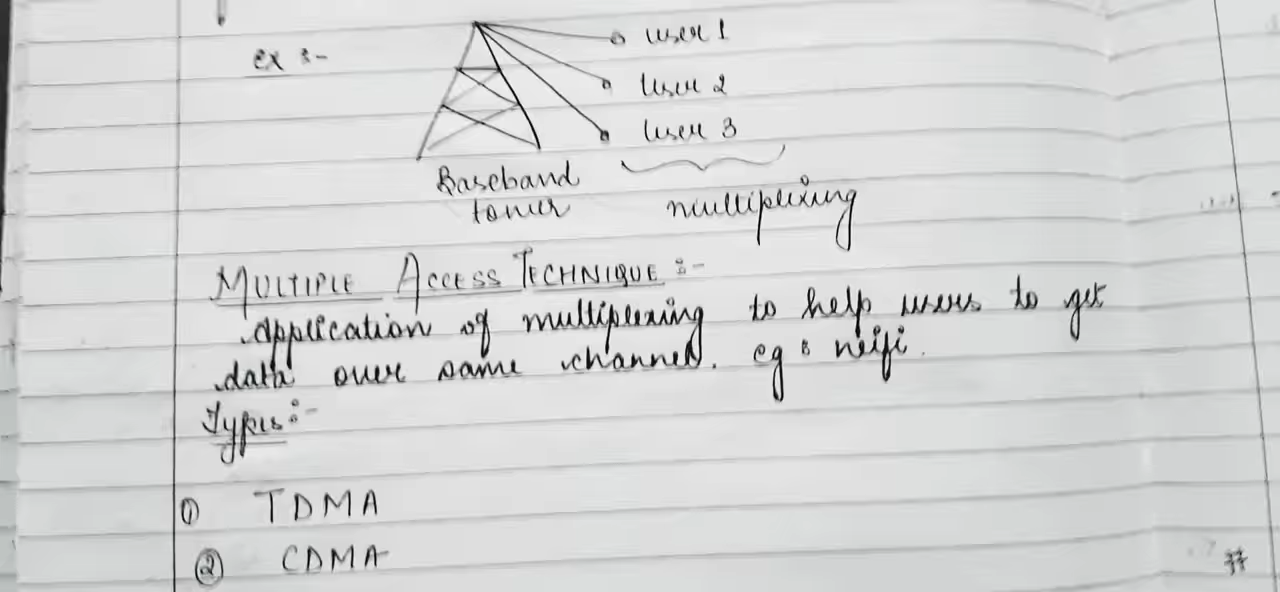 ex :-
user 1
user 2
user 3
Baseband
tower
multiplexing
MULTIPLE ACCESS TECHNIQUE :-
application of multiplexing to help users to get
data over same channel. eg : wifi.
Types :-
① TDMA
② CDMA